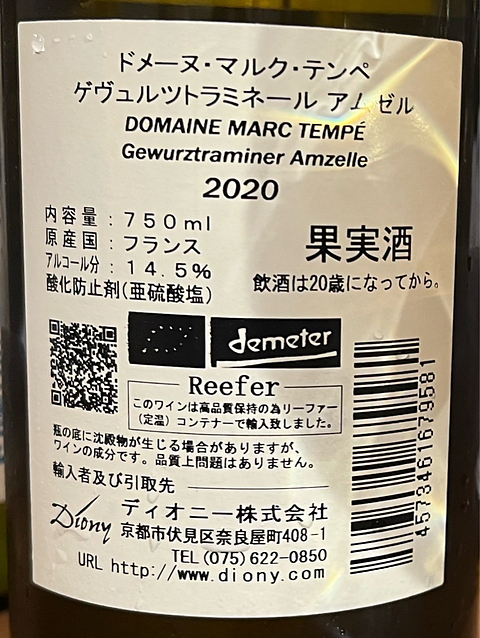 ドメーヌ・マルク・テンペ
ゲヴュルツトラミネール アムゼル
DOMAINE MARC TEMPÉ
Gewurztraminer Amzelle
2020
内容量：750ml
原産国：フランス
アルコール分：14.5%
酸化防止剤(亜硫酸塩)
果実酒
飲酒は20歳になってから。
demeter
Reefer
このワインは高品質保持の為リーファー
(定温) コンテナーで輸入致しました。
瓶の底に沈殿物が生じる場合がありますが、
ワインの成分です。品質上問題はありません。
輸入者及び引取先
Diony
ディオニー株式会社
京都市伏見区奈良屋町408-1
TEL(075)622-0850
URL http://www.diony.com
4573461679581